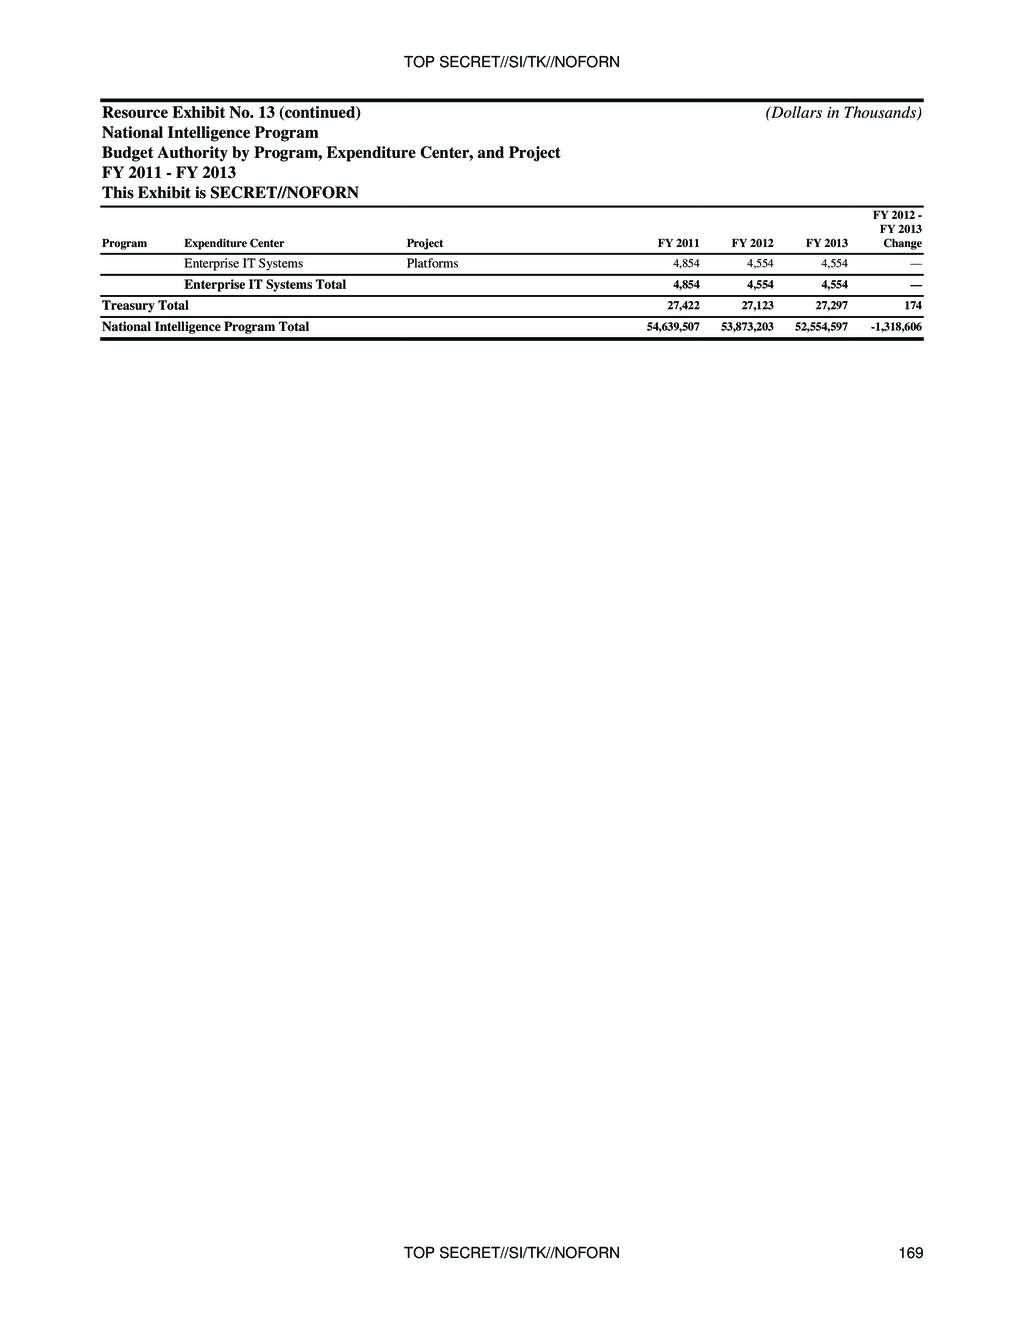 TOP SECRET//SI/TK//NOFORN
Resource Exhibit No. 13 (continued) (Dollars in Thousands)
National Intelligence Program
Budget Authority by Program, Expenditure Center, and Project
FY 2011 - FY 2013
This Exhibit is SECRET//NOFORN
FY 2012 -
FY 2013
Program Expenditure Center Project FY 2011 FY 2012 FY 2013 Change
Enterprise IT Systems Platforms 4,854 4,554 4,554 —
Enterprise IT Systems Total 4,854 4,554 4,554 —
Treasury Total 27,422 27,123 27,297 174
National Intelligence Program Total 54,639,507 53,873,203 52,554,597 -1,318,606
TOP SECRET//SI/TK//NOFORN 169